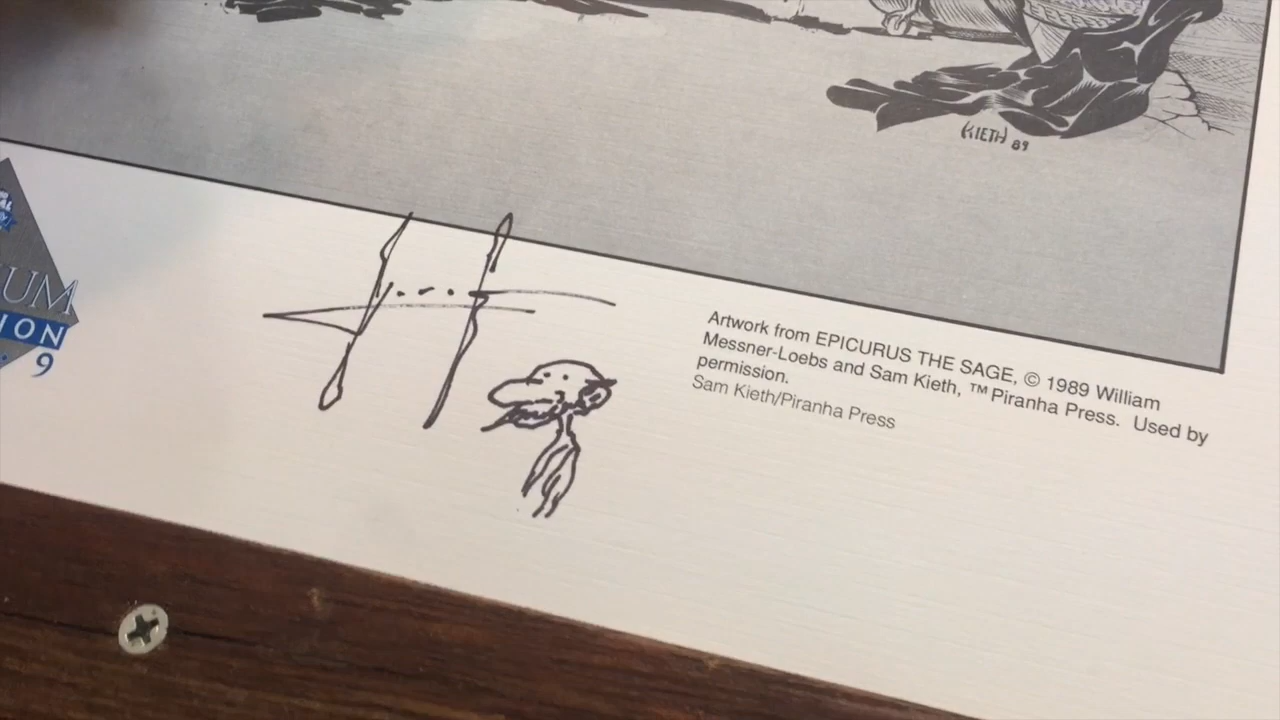 KIETH 89
UM
ION
9
Artwork from EPICURUS THE SAGE, © 1989 William
Messner-Loebs and Sam Kieth, ™ Piranha Press. Used by
permission.
Sam Kieth/Piranha Press